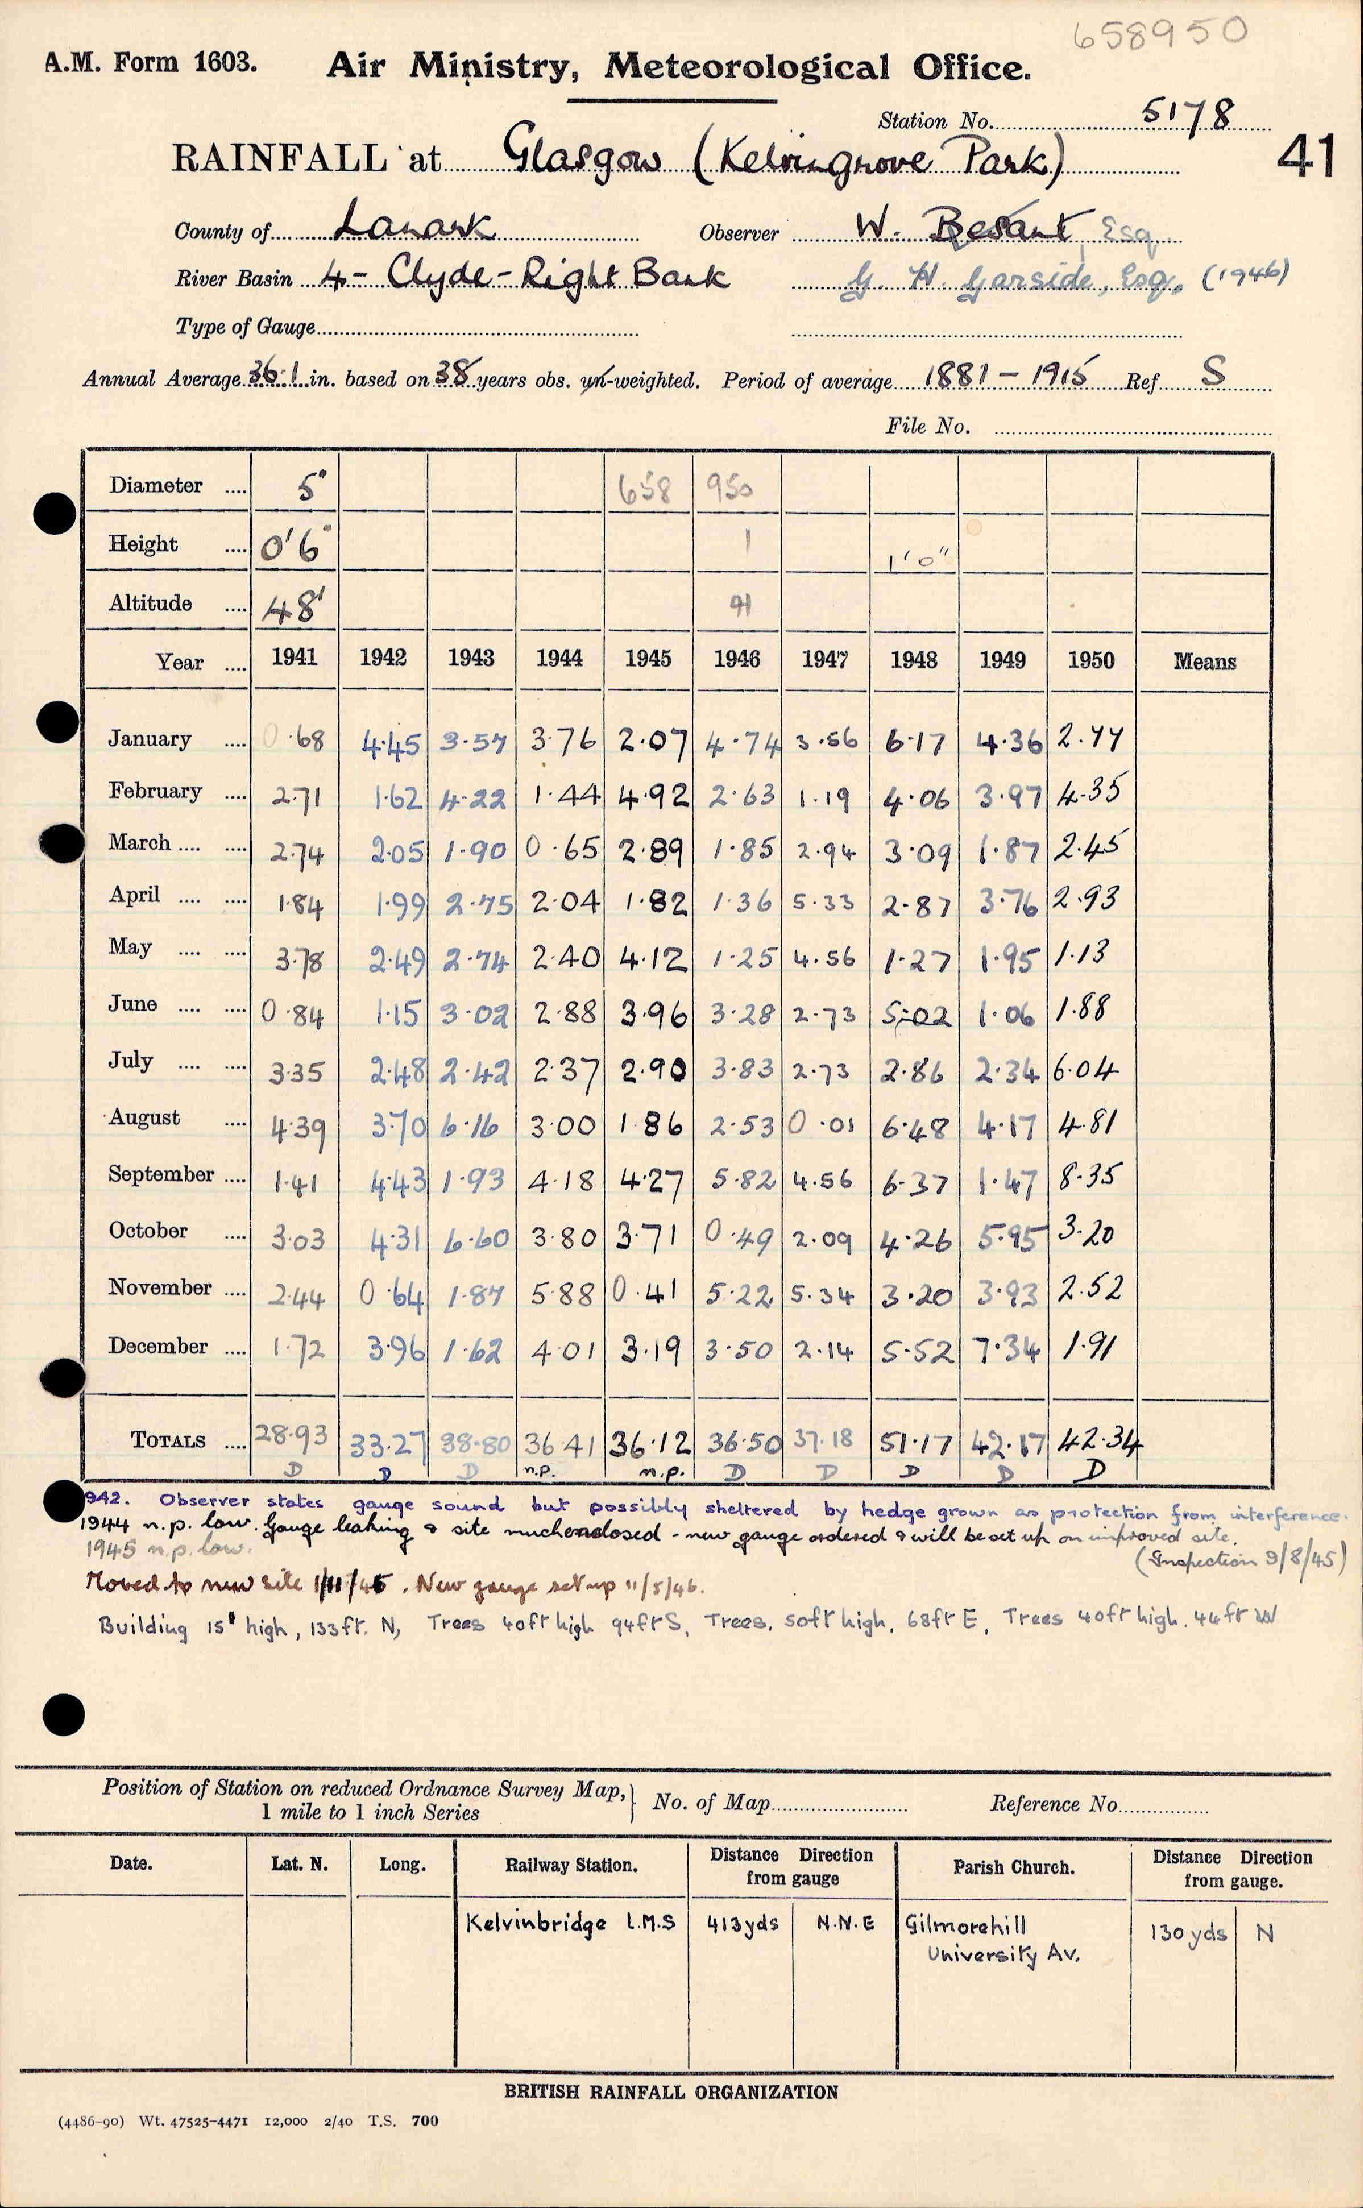 658950
A.M. Form 1603. Air Ministry, Meteorological Office.
Station No. 5178
RAINFALL at Glasgow (Kelvingrove Park) 41
County of Lanark Observer W. Besant, Esq
River Basin 4- Clyde-Right Bank G. H. Garside, Esq. (1946)
Type of Gauge
Annual Average 36.1 in. based on 38 years obs. un-weighted. Period of average 1881 - 1915 Ref S
File No.
Diameter .... 5" 658 950
Height .... 0'6" 1 1'0"
Altitude .... 48' 41
Year .... 1941 1942 1943 1944 1945 1946 1947 1948 1949 1950 Means
January .... 0.68 4.45 3.57 3.76 2.07 4.74 3.56 6.17 4.36 2.77
February .... 2.71 1.62 4.22 1.44 4.92 2.63 1.19 4.06 3.97 4.35
March .... .... 2.74 2.05 1.90 0.65 2.89 1.85 2.94 3.09 1.87 2.45
April .... .... 1.84 1.99 2.75 2.04 1.82 1.36 5.33 2.87 3.76 2.93
May .... .... 3.78 2.49 2.74 2.40 4.12 1.25 4.56 1.27 1.95 1.13
June .... .... 0.84 1.15 3.02 2.88 3.96 3.28 2.73 5.02 1.06 1.88
July .... .... 3.35 2.48 2.42 2.37 2.90 3.83 2.73 2.86 2.34 6.04
August .... 4.39 3.70 6.16 3.00 1.86 2.53 0.01 6.48 4.17 4.81
September .... 1.41 4.43 1.93 4.18 4.27 5.82 4.56 6.37 1.47 8.35
October .... 3.03 4.31 6.60 3.80 3.71 0.49 2.09 4.26 5.95 3.20
November .... 2.44 0.64 1.87 5.88 0.41 5.22 5.34 3.20 3.93 2.52
December .... 1.72 3.96 1.62 4.01 3.19 3.50 2.14 5.52 7.34 1.91
TOTALS .... 28.93 33.27 38.80 36.41 36.12 36.50 37.18 51.17 42.17 42.34
D D D n.p. n.p. D D D D D
942. Observer states gauge sound but possibly sheltered by hedge grown as protection from interference.
1944 n.p. low. Gauge leaking & site much enclosed - new gauge ordered & will be set up on improved site.
1945 n.p. low. (Inspection 9/8/45)
Moved to new site 1/11/45. New gauge set up 11/5/46.
Building 15' high, 133ft. N, Trees 40ft high 94ft S, Trees, 50ft high, 68ft E, Trees 40ft high. 44ft W
Position of Station on reduced Ordnance Survey Map, 1 mile to 1 inch Series No. of Map Reference No.
Date. Lat. N. Long. Railway Station. Distance Direction from gauge Parish Church. Distance Direction from gauge.
Kelvinbridge L.M.S 413yds N.N.E Gilmorehill 130yds N
University Av.
BRITISH RAINFALL ORGANIZATION
(4486-90) Wt. 47525-4471 12,000 2/40 T.S. 700